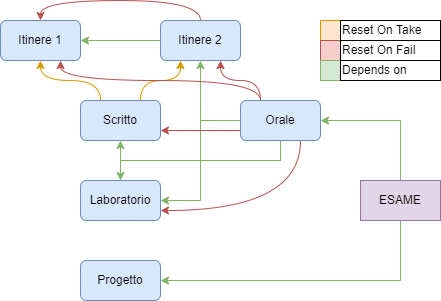 Itinere 1
Itinere 2
Reset On Take
Reset On Fail
Depends on
Scritto
Orale
Laboratorio
ESAME
Progetto